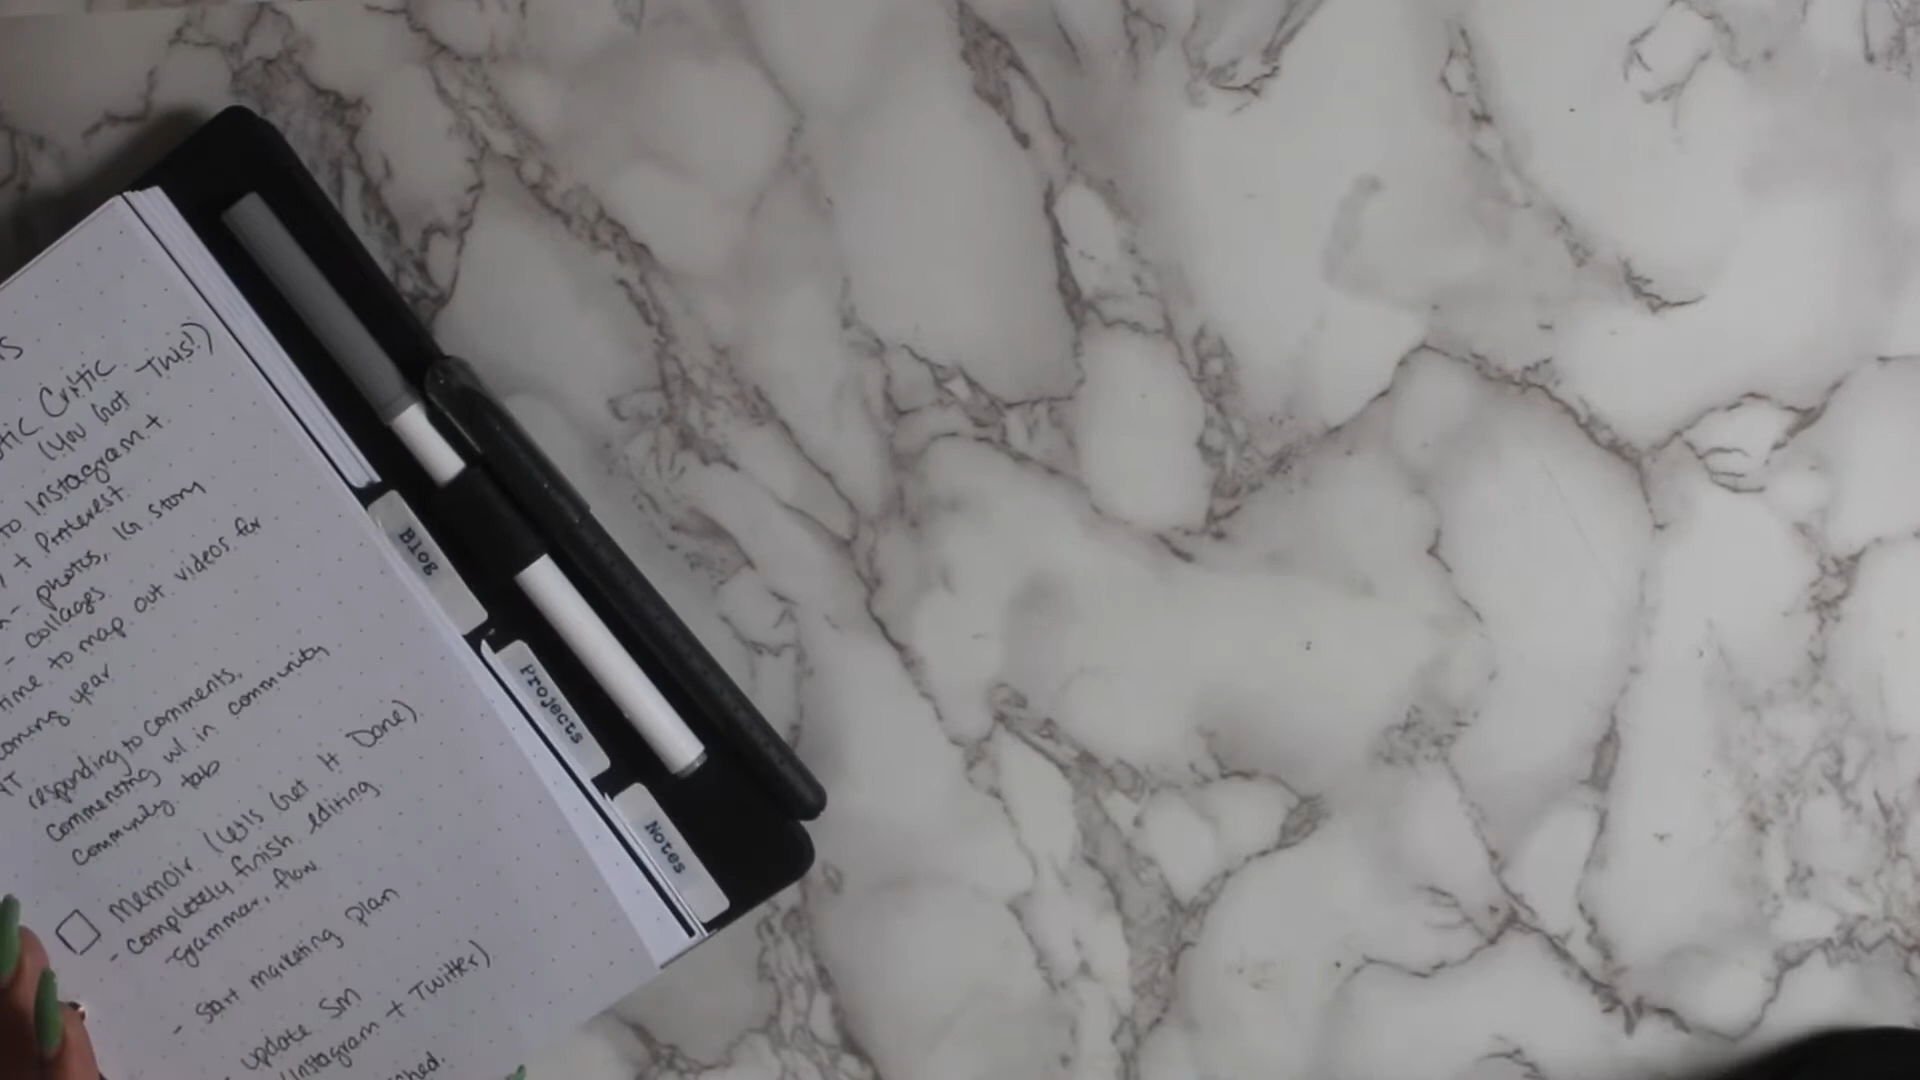 Critic
(You Got This!)
to Instagram +
+ Pinterest
- photos, IG story
- collages
time to map out videos for
coming year
responding to comments,
commenting w/ in community
community tab
Memoir (Let's Get It Done)
- completely finish editing
- grammar, flow
- Start marketing plan
update SM
(Instagram + Twitter)
Blog
Projects
Notes